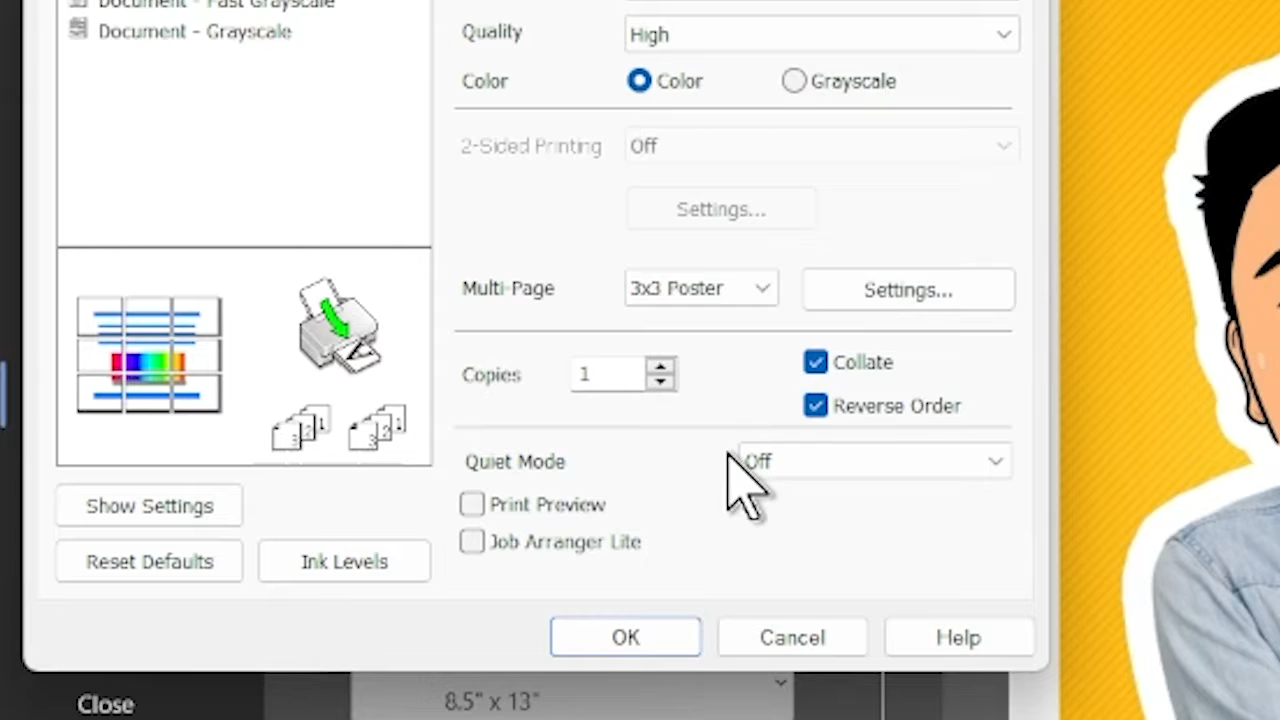 Document - Fast Grayscale
Document - Grayscale
Quality
High
Color
Color
Grayscale
2-Sided Printing
Off
Settings...
Multi-Page
3x3 Poster
Settings...
Copies
1
Collate
Reverse Order
Quiet Mode
Off
Print Preview
Job Arranger Lite
Show Settings
Reset Defaults
Ink Levels
OK
Cancel
Help
Close
8.5" x 13"